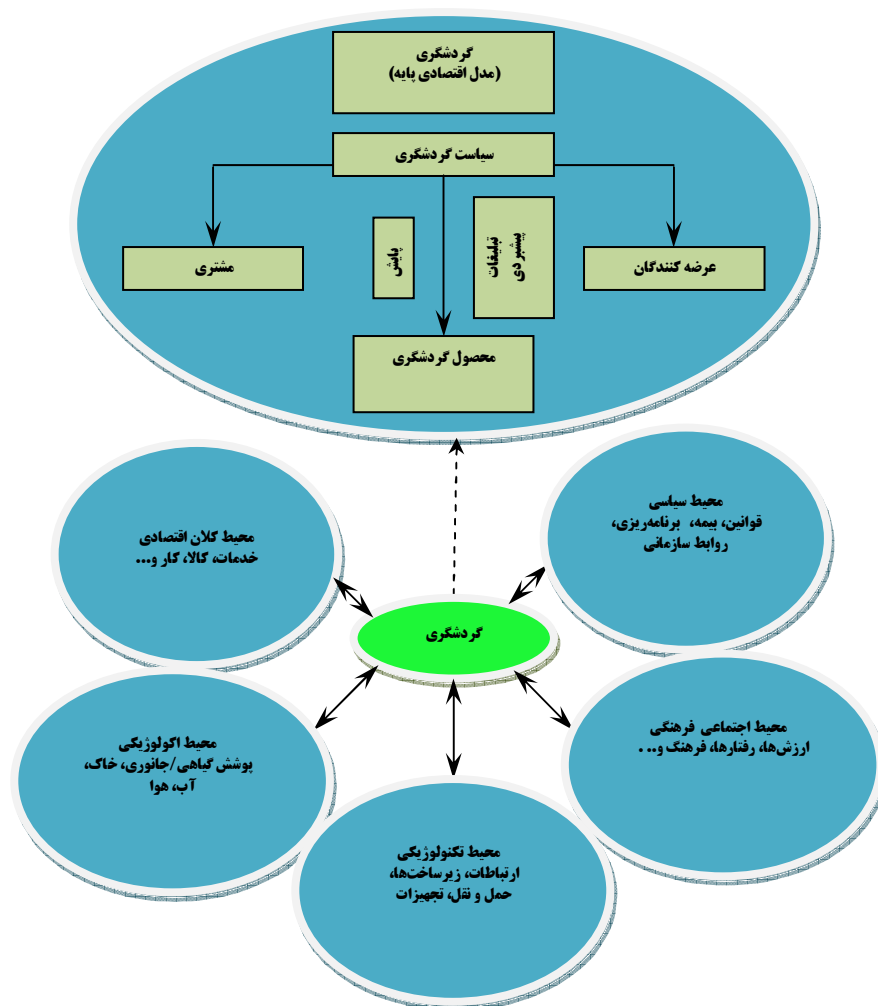 گردشگری
(مدل اقتصادی پایه)
سیاست گردشگری
عرضه کنندگان
تبلیغات
پیشبردی
پایش
مشتری
محصول گردشگری
محیط سیاسی
قوانین، بیمه، برنامه‌ریزی،
روابط سازمانی
محیط کلان اقتصادی
خدمات، کالا، کار و...
گردشگری
محیط اجتماعی فرهنگی
ارزش‌ها، رفتارها، فرهنگ و.. .
محیط اکولوژیکی
پوشش گیاهی/جانوری، خاک،
آب، هوا
محیط تکنولوژیکی
ارتباطات، زیرساخت‌ها،
حمل و نقل، تجهیزات